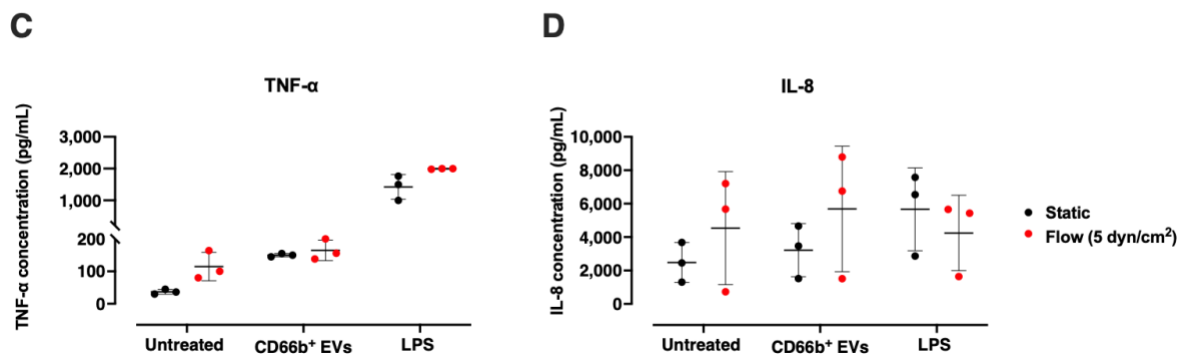 C
TNF-α
TNF-α concentration (pg/mL)
3,000
2,000
1,000
200
100
0
Untreated
CD66b⁺ EVs
LPS
D
IL-8
IL-8 concentration (pg/mL)
10,000
8,000
6,000
4,000
2,000
0
Untreated
CD66b⁺ EVs
LPS
Static
Flow (5 dyn/cm²)